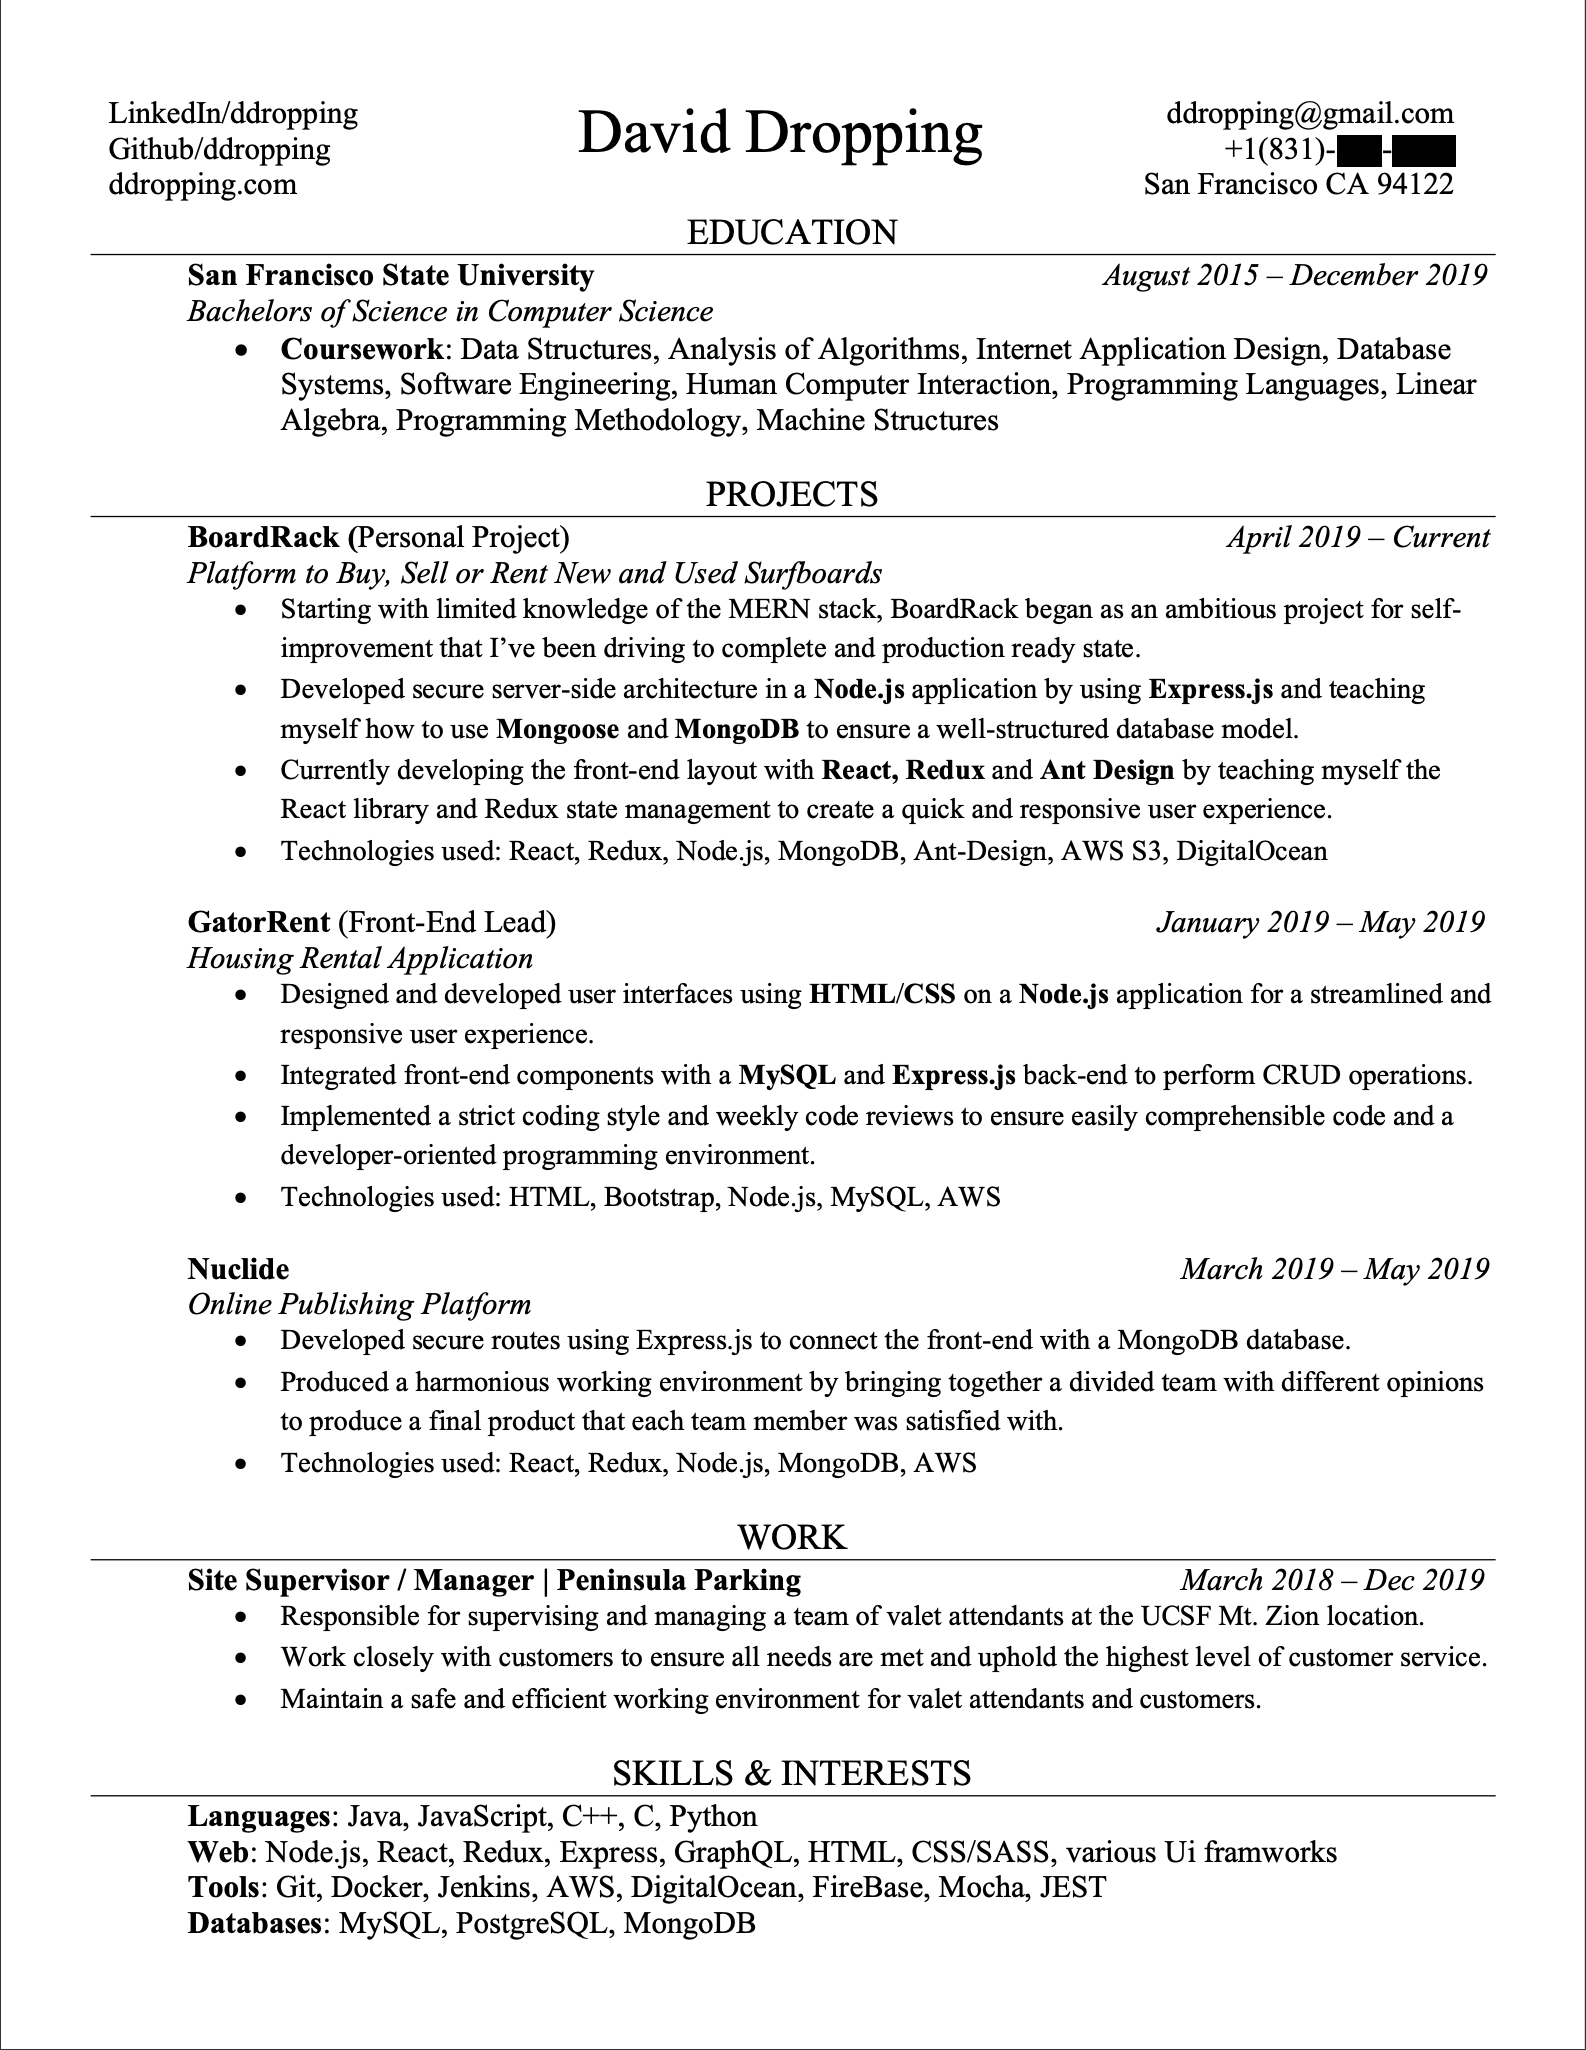 LinkedIn/ddropping
Github/ddropping
ddropping.com
David Dropping
ddropping@gmail.com
+1(831)- -
San Francisco CA 94122
EDUCATION
San Francisco State University August 2015 – December 2019
Bachelors of Science in Computer Science
• Coursework: Data Structures, Analysis of Algorithms, Internet Application Design, Database
Systems, Software Engineering, Human Computer Interaction, Programming Languages, Linear
Algebra, Programming Methodology, Machine Structures
PROJECTS
BoardRack (Personal Project) April 2019 – Current
Platform to Buy, Sell or Rent New and Used Surfboards
• Starting with limited knowledge of the MERN stack, BoardRack began as an ambitious project for self-
improvement that I’ve been driving to complete and production ready state.
• Developed secure server-side architecture in a Node.js application by using Express.js and teaching
myself how to use Mongoose and MongoDB to ensure a well-structured database model.
• Currently developing the front-end layout with React, Redux and Ant Design by teaching myself the
React library and Redux state management to create a quick and responsive user experience.
• Technologies used: React, Redux, Node.js, MongoDB, Ant-Design, AWS S3, DigitalOcean
GatorRent (Front-End Lead) January 2019 – May 2019
Housing Rental Application
• Designed and developed user interfaces using HTML/CSS on a Node.js application for a streamlined and
responsive user experience.
• Integrated front-end components with a MySQL and Express.js back-end to perform CRUD operations.
• Implemented a strict coding style and weekly code reviews to ensure easily comprehensible code and a
developer-oriented programming environment.
• Technologies used: HTML, Bootstrap, Node.js, MySQL, AWS
Nuclide March 2019 – May 2019
Online Publishing Platform
• Developed secure routes using Express.js to connect the front-end with a MongoDB database.
• Produced a harmonious working environment by bringing together a divided team with different opinions
to produce a final product that each team member was satisfied with.
• Technologies used: React, Redux, Node.js, MongoDB, AWS
WORK
Site Supervisor / Manager | Peninsula Parking March 2018 – Dec 2019
• Responsible for supervising and managing a team of valet attendants at the UCSF Mt. Zion location.
• Work closely with customers to ensure all needs are met and uphold the highest level of customer service.
• Maintain a safe and efficient working environment for valet attendants and customers.
SKILLS & INTERESTS
Languages: Java, JavaScript, C++, C, Python
Web: Node.js, React, Redux, Express, GraphQL, HTML, CSS/SASS, various Ui framworks
Tools: Git, Docker, Jenkins, AWS, DigitalOcean, FireBase, Mocha, JEST
Databases: MySQL, PostgreSQL, MongoDB